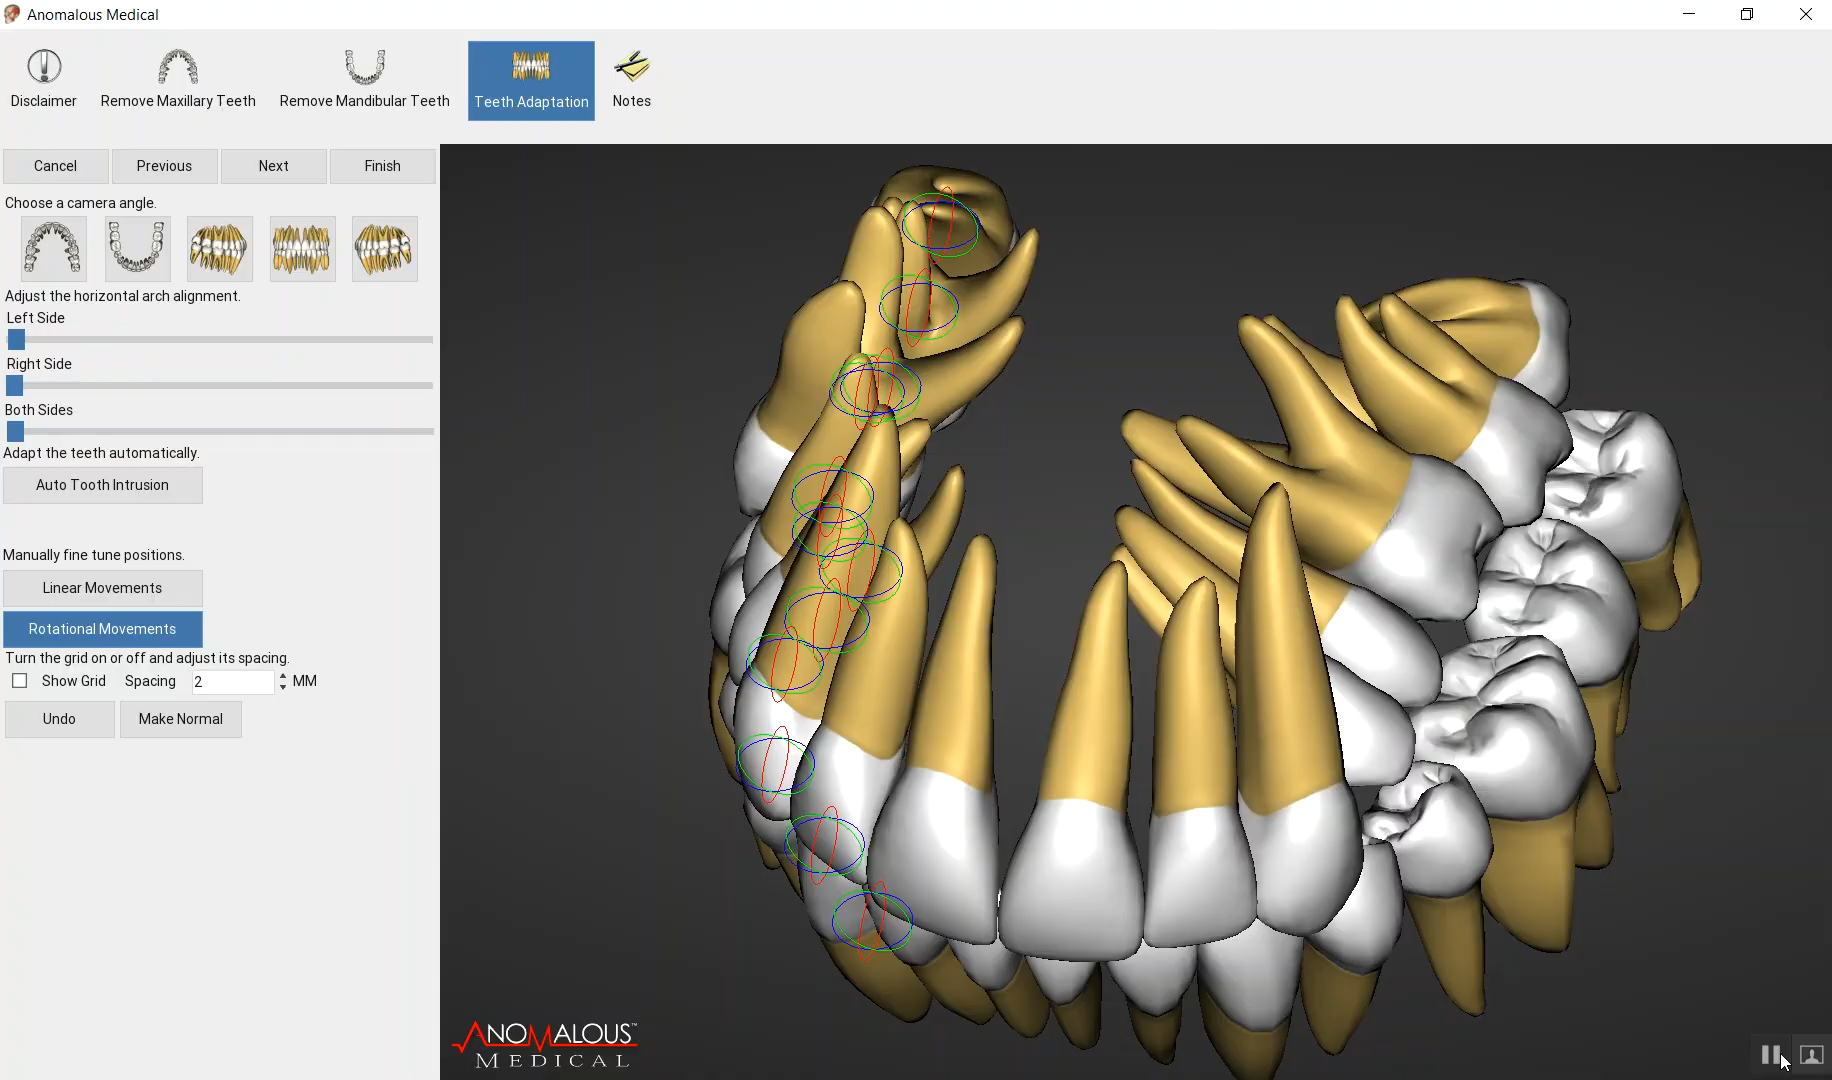 Anomalous Medical
Disclaimer
Remove Maxillary Teeth
Remove Mandibular Teeth
Teeth Adaptation
Notes
Cancel
Previous
Next
Finish
Choose a camera angle.
Adjust the horizontal arch alignment.
Left Side
Right Side
Both Sides
Adapt the teeth automatically.
Auto Tooth Intrusion
Manually fine tune positions.
Linear Movements
Rotational Movements
Turn the grid on or off and adjust its spacing.
Show Grid Spacing 2 MM
Undo
Make Normal
ANOMALOUS™
MEDICAL